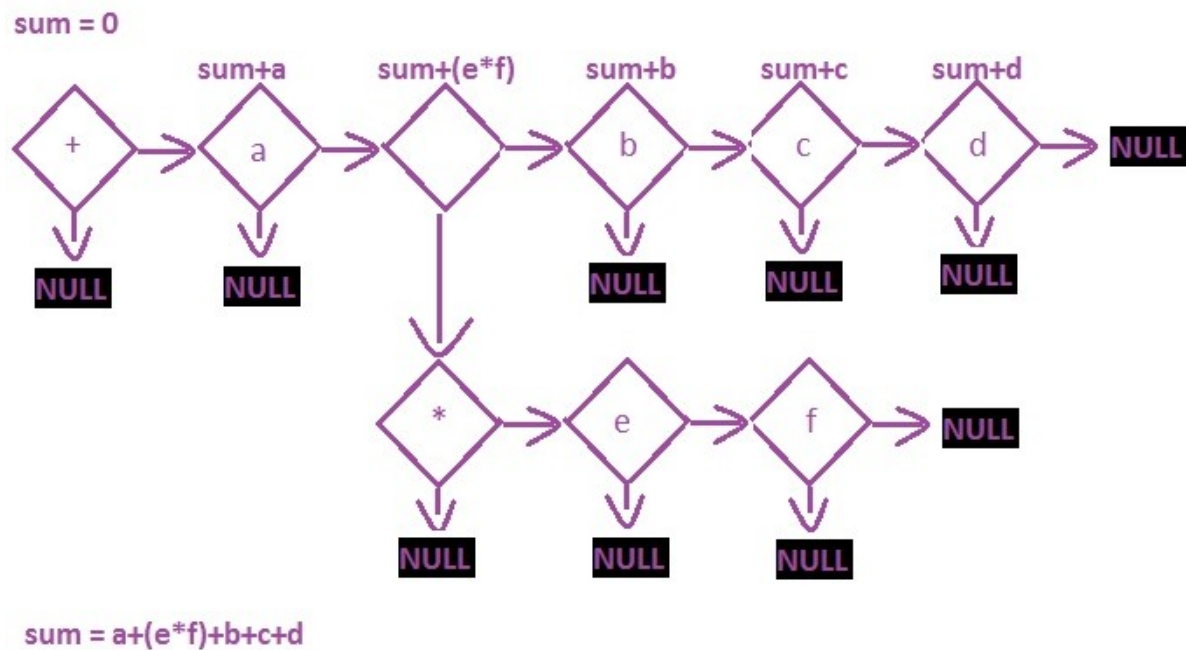 sum = 0
sum+a sum+(e*f) sum+b sum+c sum+d
+ a b c d NULL
NULL NULL NULL NULL NULL
* e f NULL
NULL NULL NULL
sum = a+(e*f)+b+c+d